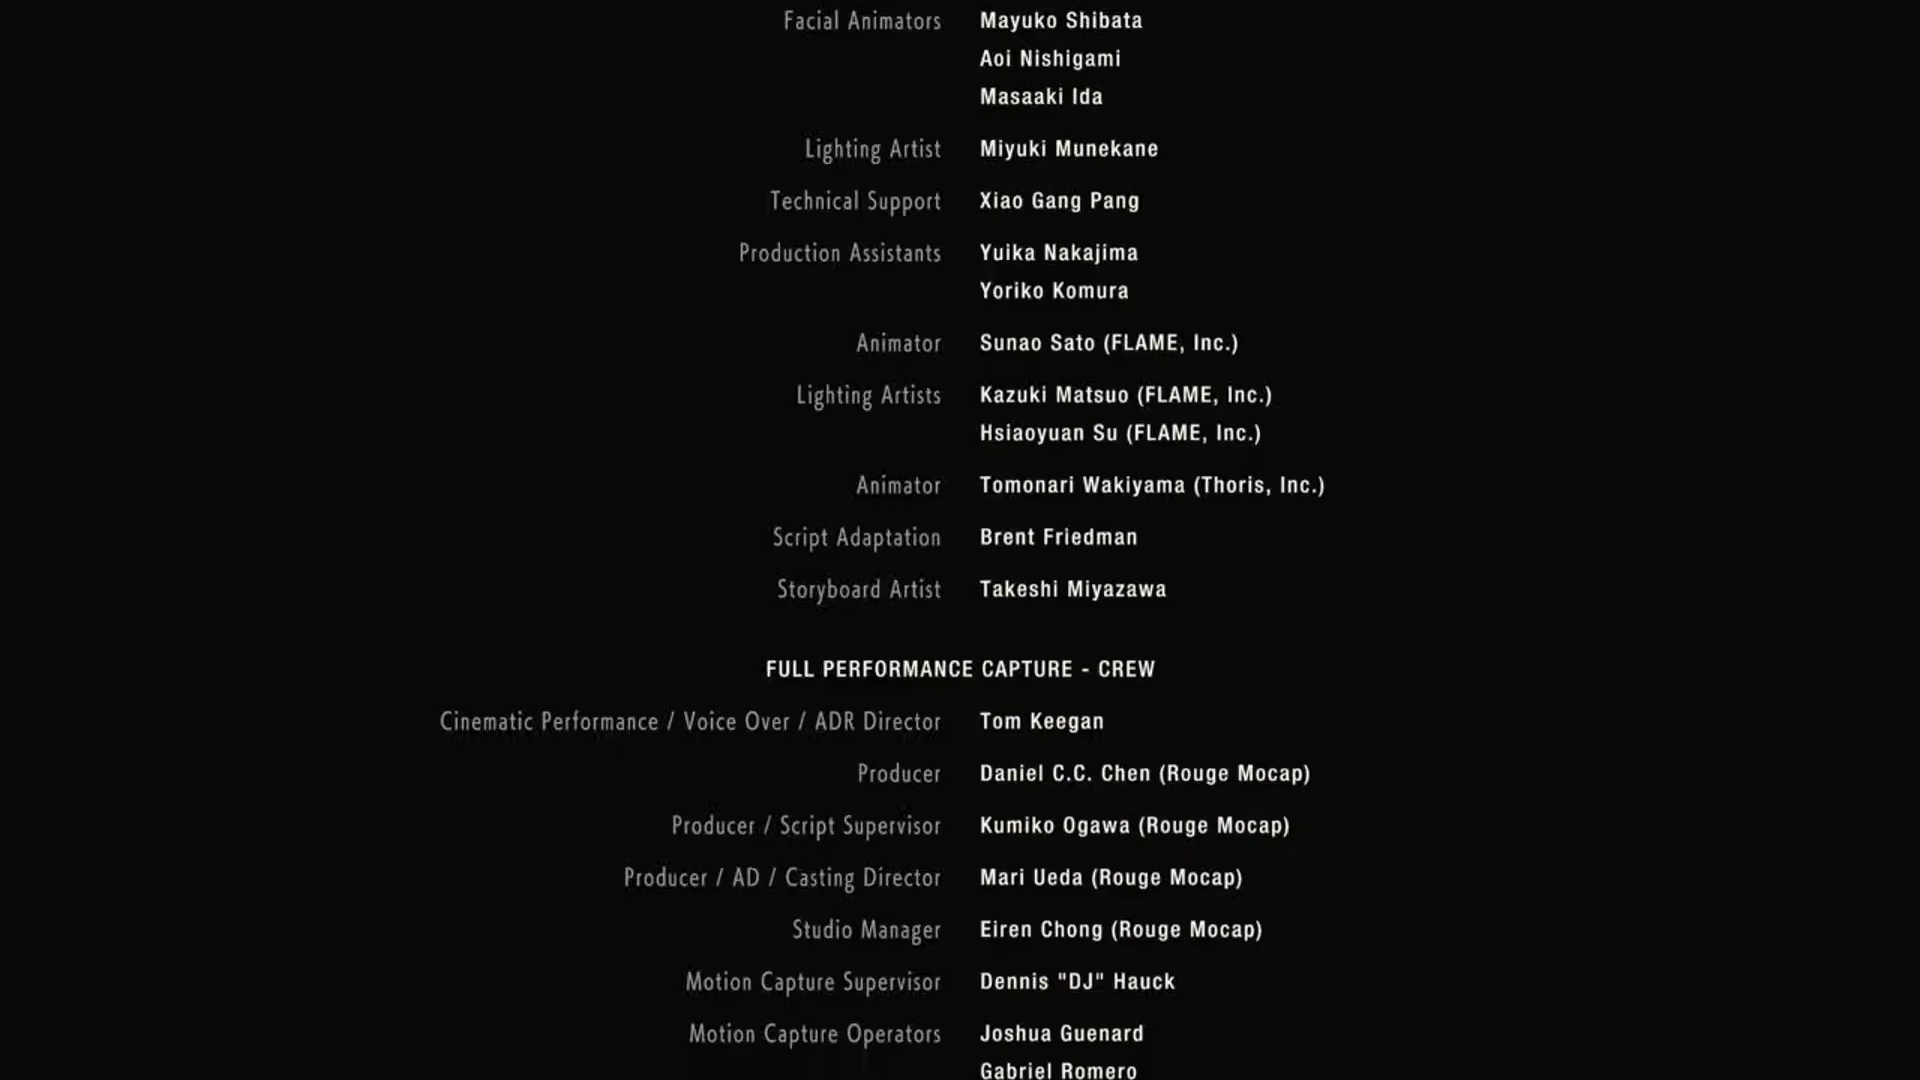 Facial Animators Mayuko Shibata
Aoi Nishigami
Masaaki Ida
Lighting Artist Miyuki Munekane
Technical Support Xiao Gang Pang
Production Assistants Yuika Nakajima
Yoriko Komura
Animator Sunao Sato (FLAME, Inc.)
Lighting Artists Kazuki Matsuo (FLAME, Inc.)
Hsiaoyuan Su (FLAME, Inc.)
Animator Tomonari Wakiyama (Thoris, Inc.)
Script Adaptation Brent Friedman
Storyboard Artist Takeshi Miyazawa
FULL PERFORMANCE CAPTURE - CREW
Cinematic Performance / Voice Over / ADR Director Tom Keegan
Producer Daniel C.C. Chen (Rouge Mocap)
Producer / Script Supervisor Kumiko Ogawa (Rouge Mocap)
Producer / AD / Casting Director Mari Ueda (Rouge Mocap)
Studio Manager Eiren Chong (Rouge Mocap)
Motion Capture Supervisor Dennis "DJ" Hauck
Motion Capture Operators Joshua Guenard
Gabriel Romero